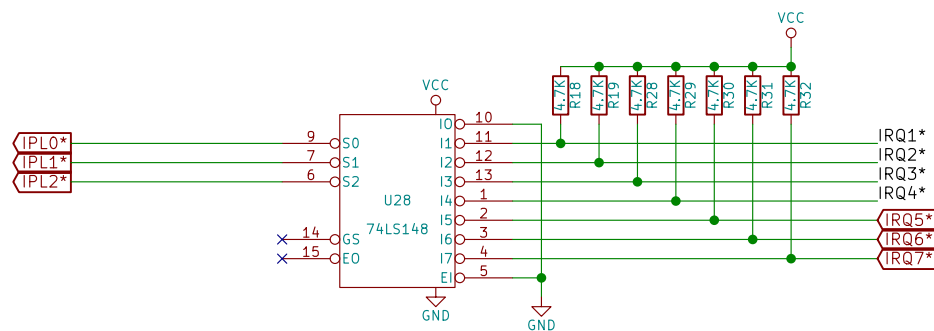 VCC
4.7K R18
4.7K R19
4.7K R28
4.7K R29
4.7K R30
4.7K R31
4.7K R32
VCC
IPL0* 9 S0
IPL1* 7 S1
IPL2* 6 S2
14 GS
15 EO
U28
74LS148
I0 10
I1 11 IRQ1*
I2 12 IRQ2*
I3 13 IRQ3*
I4 1 IRQ4*
I5 2 IRQ5*
I6 3 IRQ6*
I7 4 IRQ7*
EI 5
GND
GND